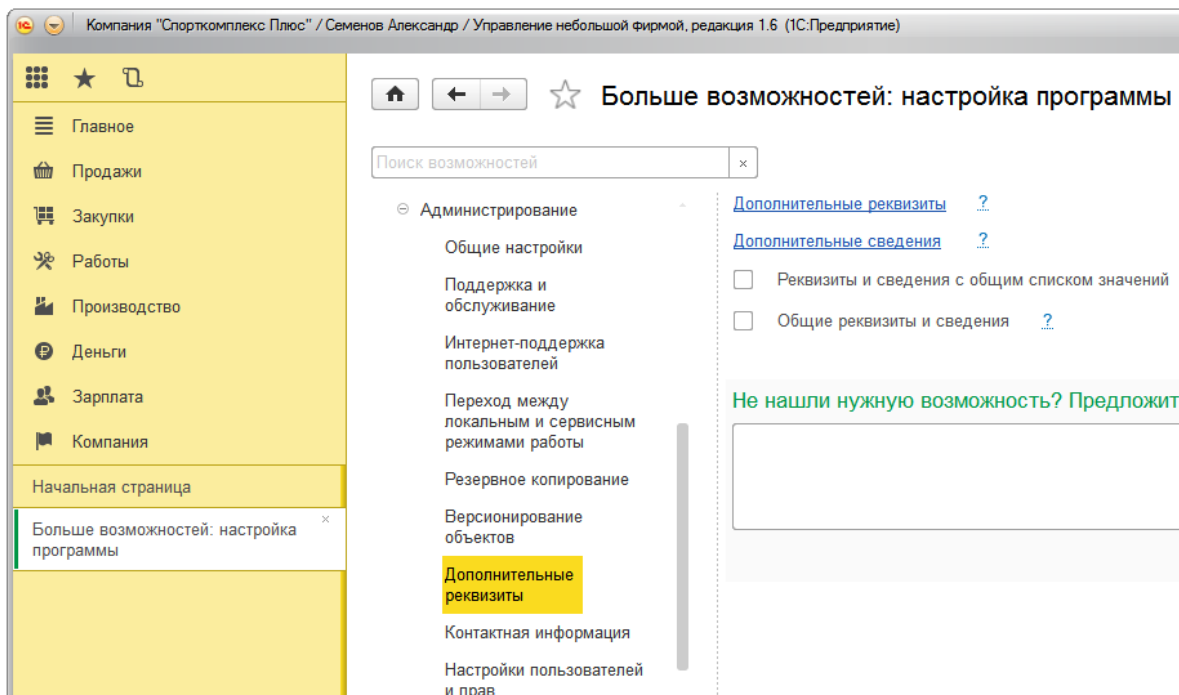 1С Компания "Спорткомплекс Плюс" / Семенов Александр / Управление небольшой фирмой, редакция 1.6 (1С:Предприятие)
Главное
Продажи
Закупки
Работы
Производство
Деньги
Зарплата
Компания
Начальная страница
Больше возможностей: настройка
программы
Больше возможностей: настройка программы
Поиск возможностей
Администрирование
Общие настройки
Поддержка и
обслуживание
Интернет-поддержка
пользователей
Переход между
локальным и сервисным
режимами работы
Резервное копирование
Версионирование
объектов
Дополнительные
реквизиты
Контактная информация
Настройки пользователей
и прав
Дополнительные реквизиты ?
Дополнительные сведения ?
Реквизиты и сведения с общим списком значений
Общие реквизиты и сведения ?
Не нашли нужную возможность? Предложит